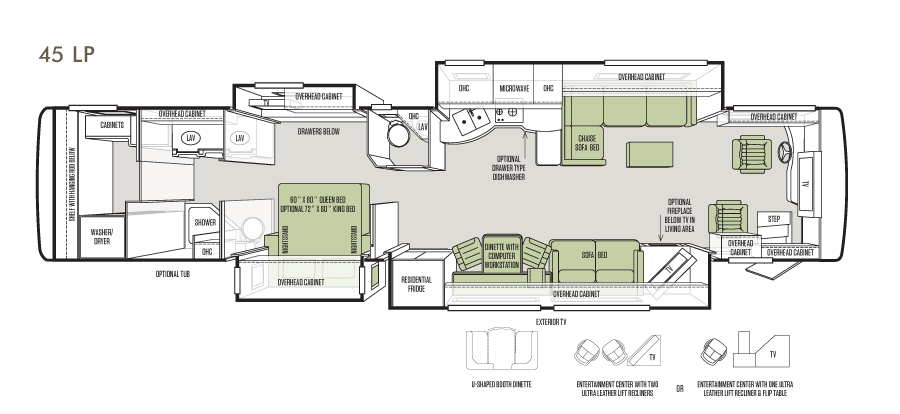 45 LP
OVERHEAD CABINET
OHC
MICROWAVE
OHC
OVERHEAD CABINET
CABINETS
OVERHEAD CABINET
LAV
LAV
DRAWERS BELOW
OHC
LAV
CHAISE
SOFA BED
OVERHEAD CABINET
TV
SHELF WITH HANGING ROD BELOW
OPTIONAL
DRAWER TYPE
DISHWASHER
60" X 80" QUEEN BED
OPTIONAL 72" X 80" KING BED
NIGHTSTAND
NIGHTSTAND
OPTIONAL
FIREPLACE
BELOW TV IN
LIVING AREA
WASHER/
DRYER
SHOWER
OHC
STEP
DINETTE WITH
COMPUTER
WORKSTATION
SOFA BED
TV
OVERHEAD
CABINET
OVERHEAD CABINET
OPTIONAL TUB
OVERHEAD CABINET
RESIDENTIAL
FRIDGE
OVERHEAD CABINET
EXTERIOR TV
TV
TV
U-SHAPED BOOTH DINETTE
ENTERTAINMENT CENTER WITH TWO
ULTRA LEATHER LIFT RECLINERS
OR
ENTERTAINMENT CENTER WITH ONE ULTRA
LEATHER LIFT RECLINER & FLIP TABLE